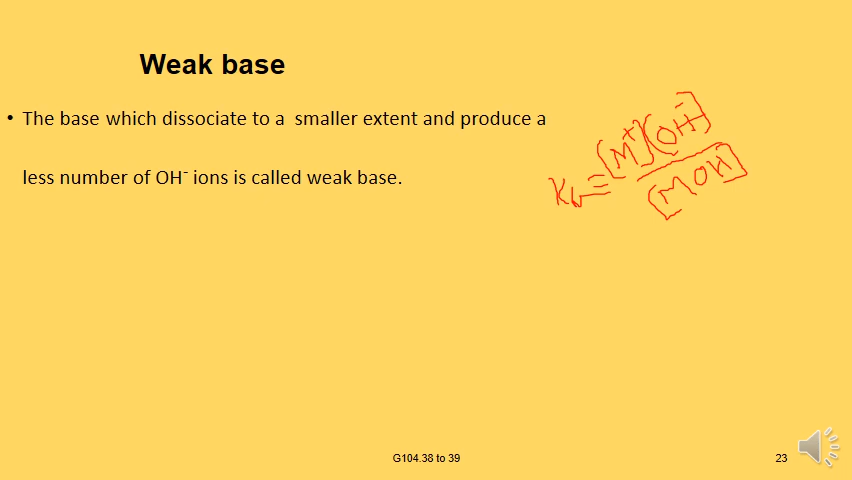 Weak base
• The base which dissociate to a smaller extent and produce a
less number of OH⁻ ions is called weak base.
K_b = [M⁺][OH⁻]
[MOH]
G104.38 to 39
23